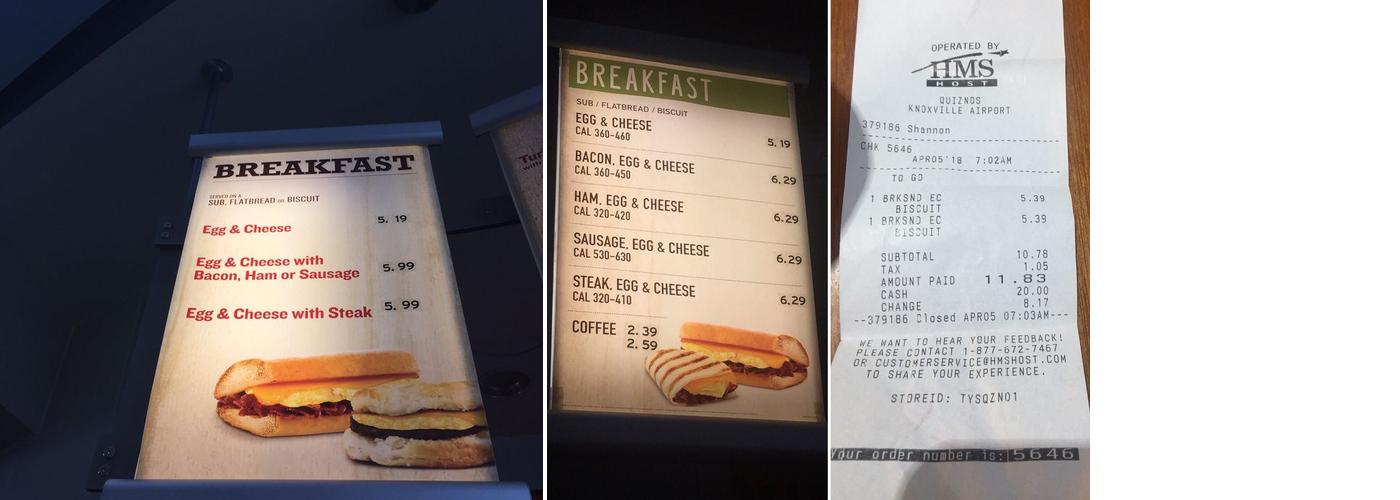 BREAKFAST
SERVED ON A
SUB, FLATBREAD OR BISCUIT
Egg & Cheese 5. 19
Egg & Cheese with
Bacon, Ham or Sausage 5. 99
Egg & Cheese with Steak 5. 99
BREAKFAST
SUB / FLATBREAD / BISCUIT
EGG & CHEESE
CAL 360-460 5. 19
BACON, EGG & CHEESE
CAL 360-450 6. 29
HAM, EGG & CHEESE
CAL 320-420 6.29
SAUSAGE, EGG & CHEESE
CAL 530-630 6.29
STEAK, EGG & CHEESE
CAL 320-410 6.29
COFFEE 2. 39
2. 59
OPERATED BY
HMS
HOST
QUIZNOS
KNOXVILLE AIRPORT
379186 Shannon
CHK 5646
APR05'18 7:02AM
TO GO
1 BRKSND EC 5.39
BISCUIT
1 BRKSND EC 5.39
BISCUIT
SUBTOTAL 10.78
TAX 1.05
AMOUNT PAID 11.83
CASH 20.00
CHANGE 8.17
--379186 Closed APR05 07:03AM---
WE WANT TO HEAR YOUR FEEDBACK!
PLEASE CONTACT 1-877-672-7467
OR CUSTOMERSERVICE@HMSHOST.COM
TO SHARE YOUR EXPERIENCE.
STOREID: TYSQZN01
Your order number is: 5646